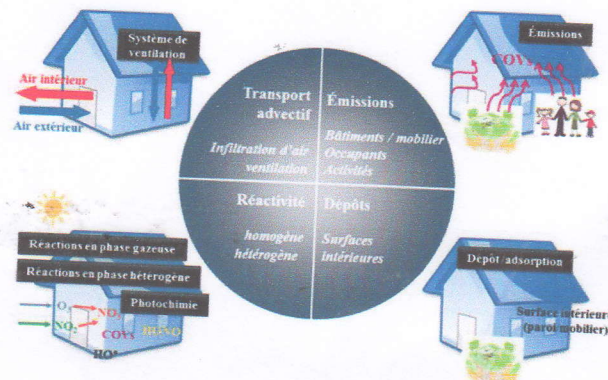 Système de
ventilation
Air intérieur
Air extérieur
Émissions
COVs
Transport
advectif
Infiltration d'air
ventilation
Émissions
Bâtiments / mobilier
Occupants
Activités
Réactivité
homogène
hétérogène
Dépôts
Surfaces
intérieures
Réactions en phase gazeuse
Réactions en phase hétérogène
Photochimie
O₃
NO₃
NO₂
COVs
HONO
HO•
Dépôt /adsorption
Surface intérieure
(paroi mobilier)